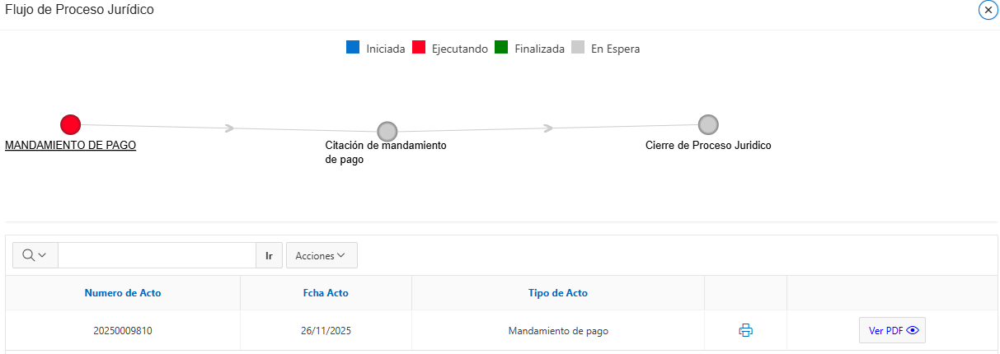 Flujo de Proceso Jurídico
Iniciada Ejecutando Finalizada En Espera
MANDAMIENTO DE PAGO
Citación de mandamiento
de pago
Cierre de Proceso Juridico
Ir Acciones
Numero de Acto Fcha Acto Tipo de Acto
20250009810 26/11/2025 Mandamiento de pago Ver PDF